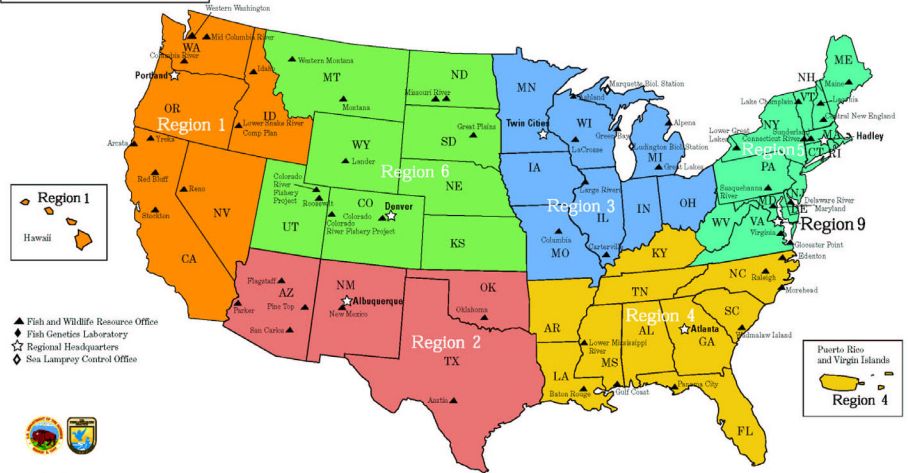 Western Washington
WA
Mid Columbia River
Columbia River
Portland
Idaho
OR
ID
Region 1
Lower Snake River
Comp Plan
Arcata
Yreka
Red Bluff
Reno
Stockton
NV
CA
Region 1
Hawaii
Western Montana
MT
Montana
ND
Missouri River
Great Plains
SD
WY
Lander
Region 6
NE
Colorado
River
Fishery
Project
Roosevelt
UT
CO
Denver
Colorado
Colorado
River Fishery Project
KS
Flagstaff
AZ
Parker
Pine Top
San Carlos
NM
Albuquerque
New Mexico
OK
Oklahoma
Region 2
TX
Austin
MN
Twin Cities
Ashland
Marquette Biol. Station
WI
Green Bay
LaCrosse
Ludington Biol Station
Alpena
MI
Great Lakes
IA
Large Rivers
Region 3
IL
IN
OH
Columbia
MO
Carterville
KY
TN
NC
Raleigh
Edenton
Morehead
SC
Wadmalaw Island
Region 4
AR
Lower Mississippi
River
MS
AL
Atlanta
GA
LA
Baton Rouge
Gulf Coast
Panama City
FL
ME
Maine
NH
VT
Lake Champlain
Laconia
Central New England
NY
Sunderland
Connecticut River
MA
Hadley
CT
RI
Lower Great
Lakes
Region 5
PA
Susquehanna
River
NJ
Delaware River
MD
DE
Maryland
WV
VA
Virginia
Region 9
Glocester Point
Fish and Wildlife Resource Office
Fish Genetics Laboratory
Regional Headquarters
Sea Lamprey Control Office
Puerto Rico
and Virgin Islands
Region 4